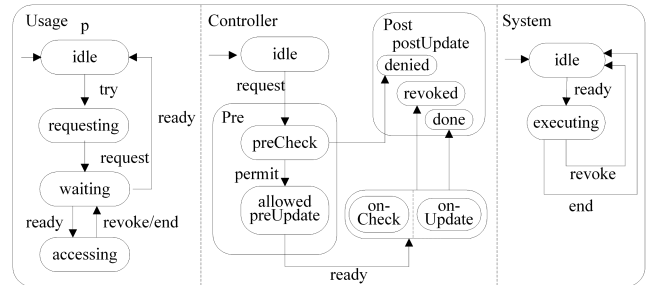 Usage
p
idle
try
requesting
request
waiting
ready
ready
revoke/end
accessing
Controller
idle
request
Pre
preCheck
permit
allowed
preUpdate
ready
Post
postUpdate
denied
revoked
done
on-
Check
on-
Update
System
idle
ready
executing
revoke
end